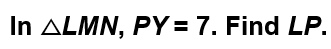 In △LMN, PY = 7. Find LP.